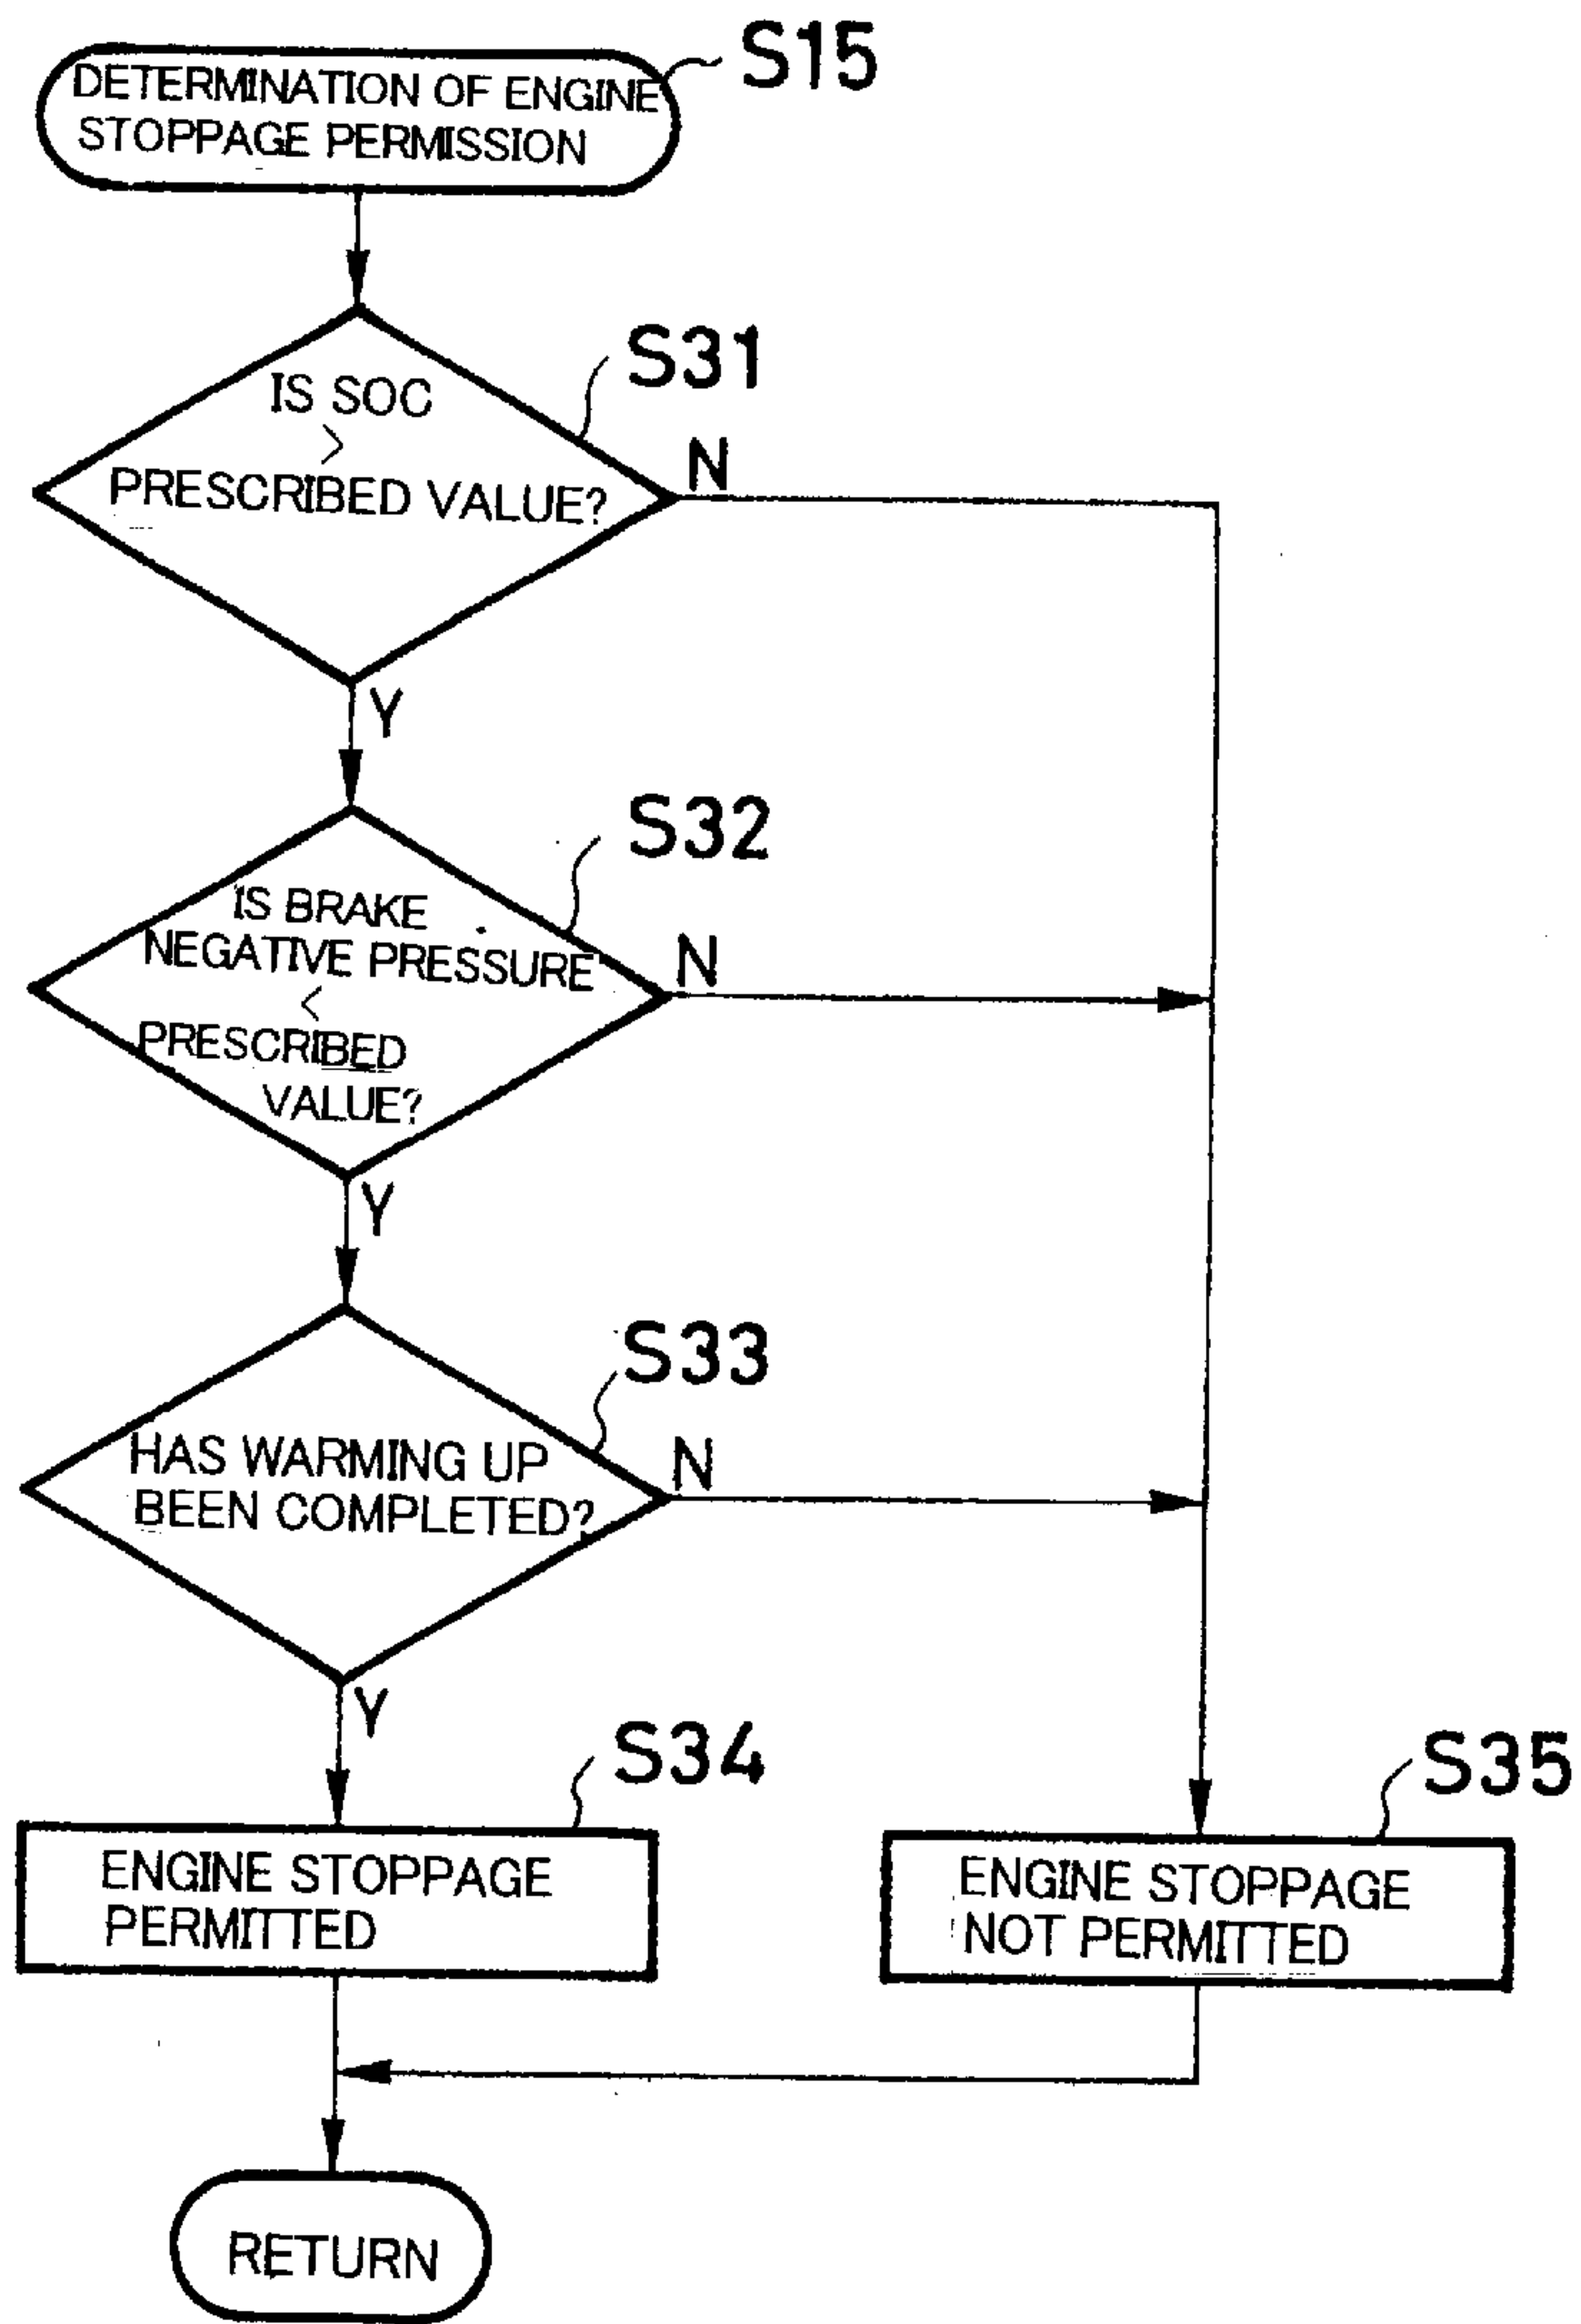 S15
DETERMINATION OF ENGINE
STOPPAGE PERMISSION
S31
IS SOC
>
PRESCRIBED VALUE?
N
Y
S32
IS BRAKE
NEGATIVE PRESSURE
<
PRESCRIBED
VALUE?
N
Y
S33
HAS WARMING UP
BEEN COMPLETED?
N
Y
S34
ENGINE STOPPAGE
PERMITTED
S35
ENGINE STOPPAGE
NOT PERMITTED
RETURN